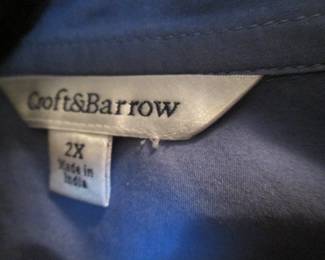 Croft&Barrow
2X
Made in
India